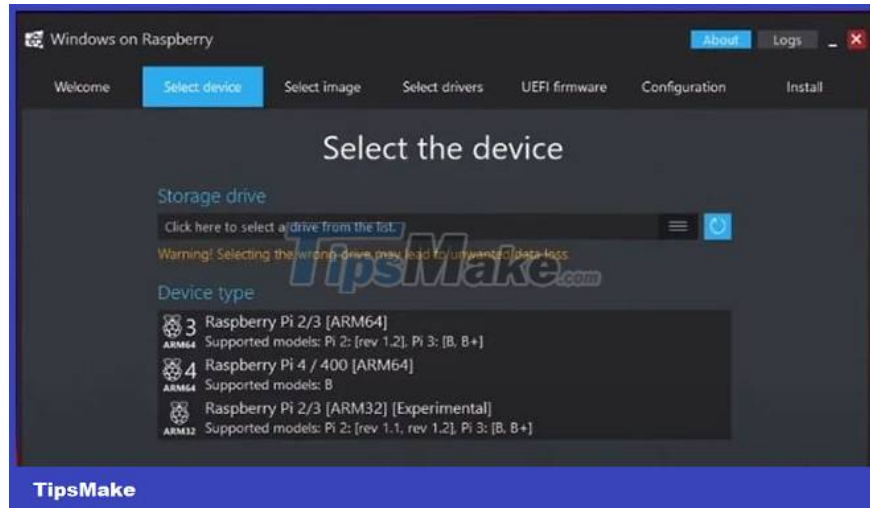 Windows on Raspberry
About
Logs
Welcome
Select device
Select image
Select drivers
UEFI firmware
Configuration
Install
Select the device
Storage drive
Click here to select a drive from the list.
Warning! Selecting the wrong drive may lead to unwanted data loss
TipsMake.com
Device type
3 Raspberry Pi 2/3 [ARM64]
ARM64 Supported models: Pi 2: [rev 1.2], Pi 3: [B, B+]
4 Raspberry Pi 4 / 400 [ARM64]
ARM64 Supported models: B
Raspberry Pi 2/3 [ARM32] [Experimental]
ARM32 Supported models: Pi 2: [rev 1.1, rev 1.2], Pi 3: [B, B+]
TipsMake